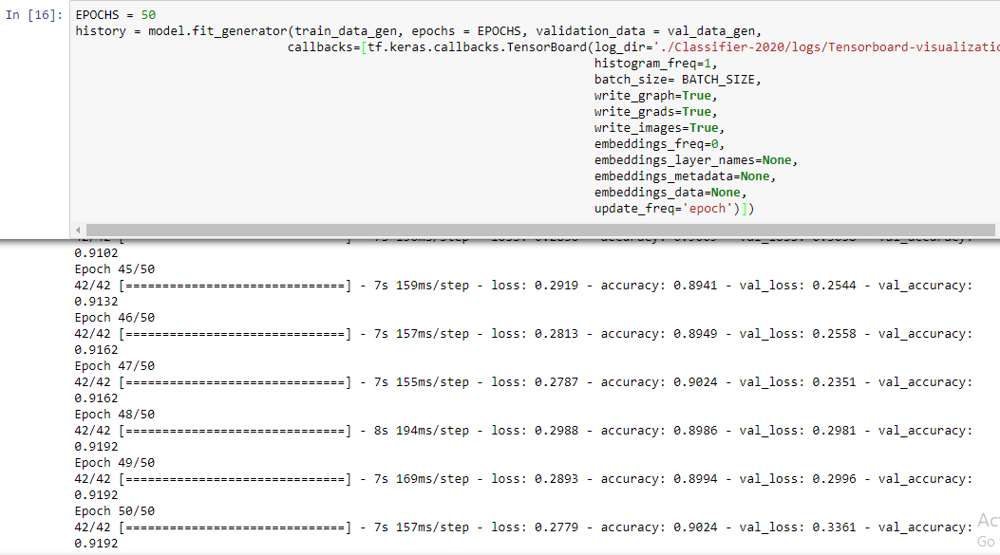 In [16]:
EPOCHS = 50
history = model.fit_generator(train_data_gen, epochs = EPOCHS, validation_data = val_data_gen,
callbacks=[tf.keras.callbacks.TensorBoard(log_dir='./Classifier-2020/logs/Tensorboard-visualizatio
histogram_freq=1,
batch_size= BATCH_SIZE,
write_graph=True,
write_grads=True,
write_images=True,
embeddings_freq=0,
embeddings_layer_names=None,
embeddings_metadata=None,
embeddings_data=None,
update_freq='epoch')])
0.9102
Epoch 45/50
42/42 [==============================] - 7s 159ms/step - loss: 0.2919 - accuracy: 0.8941 - val_loss: 0.2544 - val_accuracy:
0.9132
Epoch 46/50
42/42 [==============================] - 7s 157ms/step - loss: 0.2813 - accuracy: 0.8949 - val_loss: 0.2558 - val_accuracy:
0.9162
Epoch 47/50
42/42 [==============================] - 7s 155ms/step - loss: 0.2787 - accuracy: 0.9024 - val_loss: 0.2351 - val_accuracy:
0.9162
Epoch 48/50
42/42 [==============================] - 8s 194ms/step - loss: 0.2988 - accuracy: 0.8986 - val_loss: 0.2981 - val_accuracy:
0.9192
Epoch 49/50
42/42 [==============================] - 7s 169ms/step - loss: 0.2893 - accuracy: 0.8994 - val_loss: 0.2996 - val_accuracy:
0.9192
Epoch 50/50
42/42 [==============================] - 7s 157ms/step - loss: 0.2779 - accuracy: 0.9024 - val_loss: 0.3361 - val_accuracy:
0.9192
Ac
Go